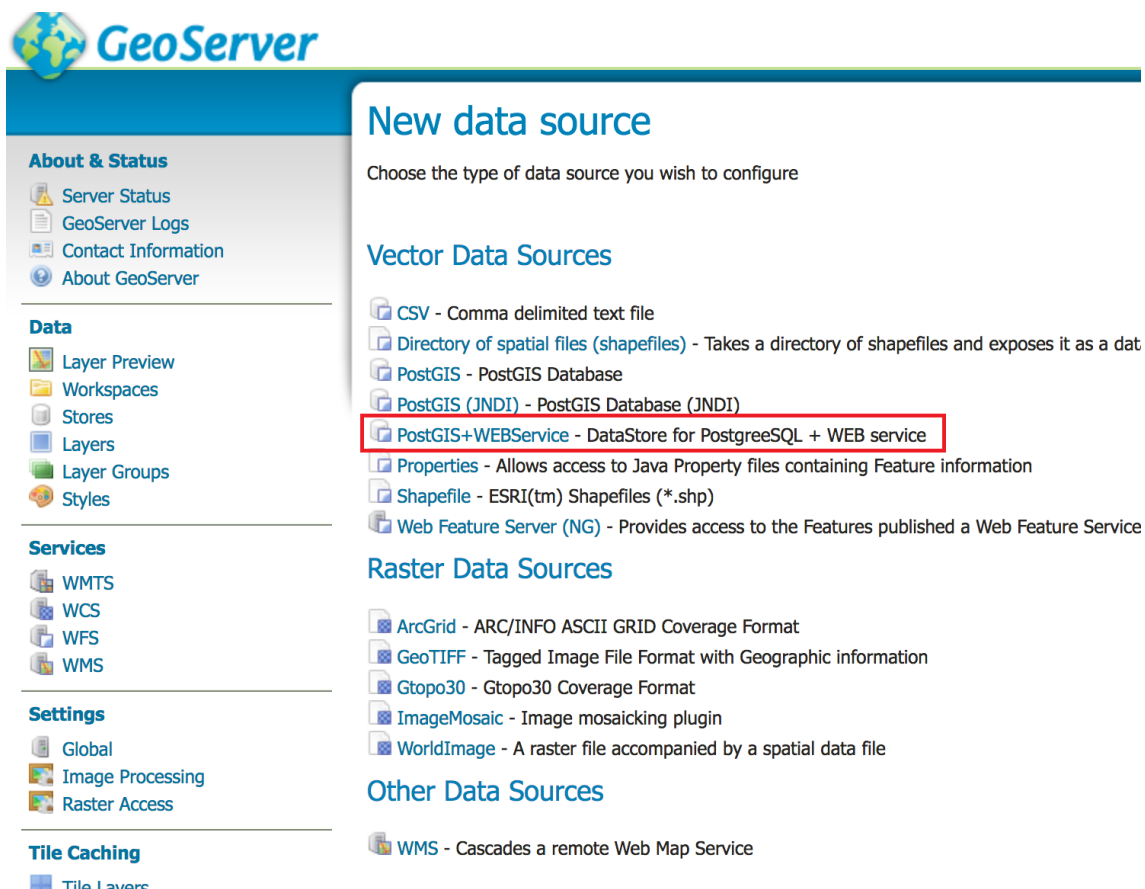 GeoServer
New data source
Choose the type of data source you wish to configure
About & Status
Server Status
GeoServer Logs
Contact Information
About GeoServer
Data
Layer Preview
Workspaces
Stores
Layers
Layer Groups
Styles
Services
WMTS
WCS
WFS
WMS
Settings
Global
Image Processing
Raster Access
Tile Caching
Tile Layers
Vector Data Sources
CSV - Comma delimited text file
Directory of spatial files (shapefiles) - Takes a directory of shapefiles and exposes it as a dat
PostGIS - PostGIS Database
PostGIS (JNDI) - PostGIS Database (JNDI)
PostGIS+WEBService - DataStore for PostgreeSQL + WEB service
Properties - Allows access to Java Property files containing Feature information
Shapefile - ESRI(tm) Shapefiles (*.shp)
Web Feature Server (NG) - Provides access to the Features published a Web Feature Service
Raster Data Sources
ArcGrid - ARC/INFO ASCII GRID Coverage Format
GeoTIFF - Tagged Image File Format with Geographic information
Gtopo30 - Gtopo30 Coverage Format
ImageMosaic - Image mosaicking plugin
WorldImage - A raster file accompanied by a spatial data file
Other Data Sources
WMS - Cascades a remote Web Map Service